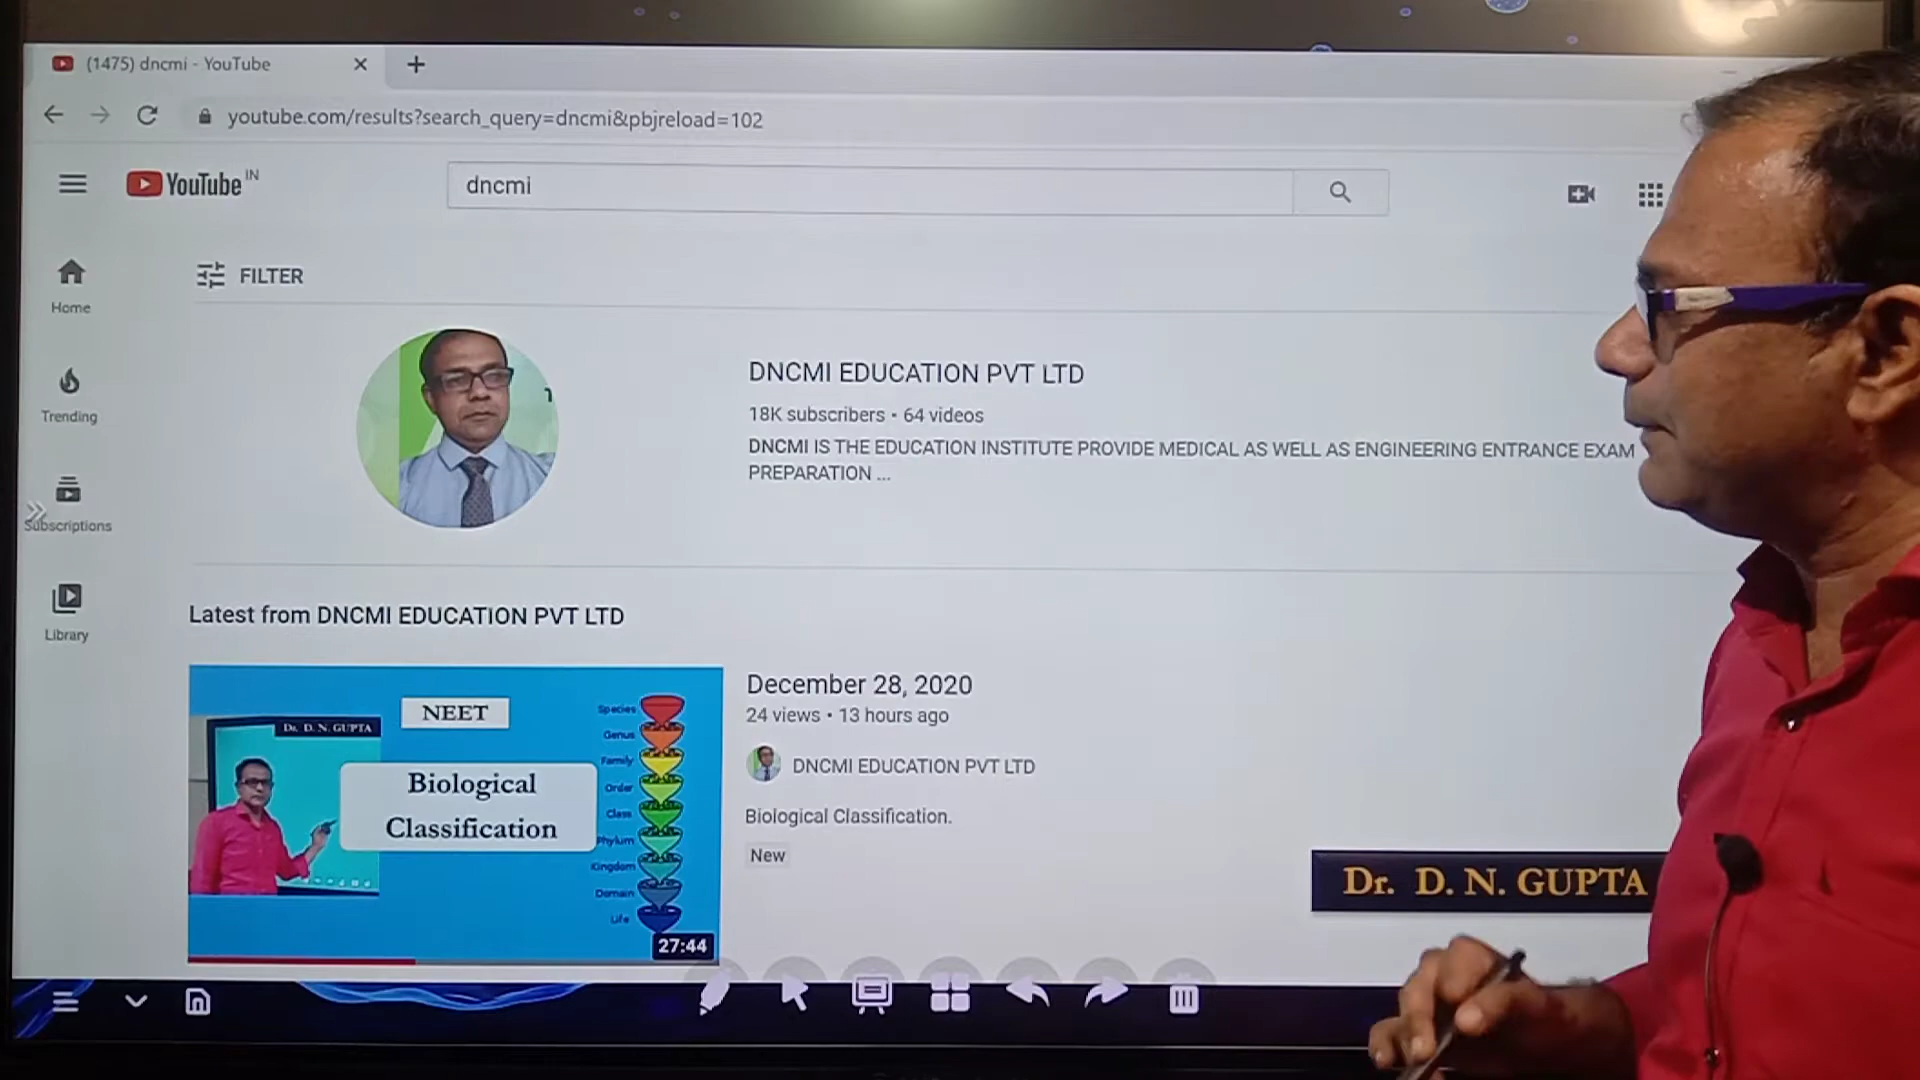 (1475) dncmi - YouTube
youtube.com/results?search_query=dncmi&pbjreload=102
YouTube IN
dncmi
FILTER
Home
Trending
Subscriptions
Library
DNCMI EDUCATION PVT LTD
18K subscribers • 64 videos
DNCMI IS THE EDUCATION INSTITUTE PROVIDE MEDICAL AS WELL AS ENGINEERING ENTRANCE EXAM
PREPARATION ...
Latest from DNCMI EDUCATION PVT LTD
Dr. D. N. GUPTA
NEET
Biological
Classification
Species
Genus
Family
Order
Class
Phylum
Kingdom
Domain
Life
27:44
December 28, 2020
24 views • 13 hours ago
DNCMI EDUCATION PVT LTD
Biological Classification.
New
Dr. D. N. GUPTA